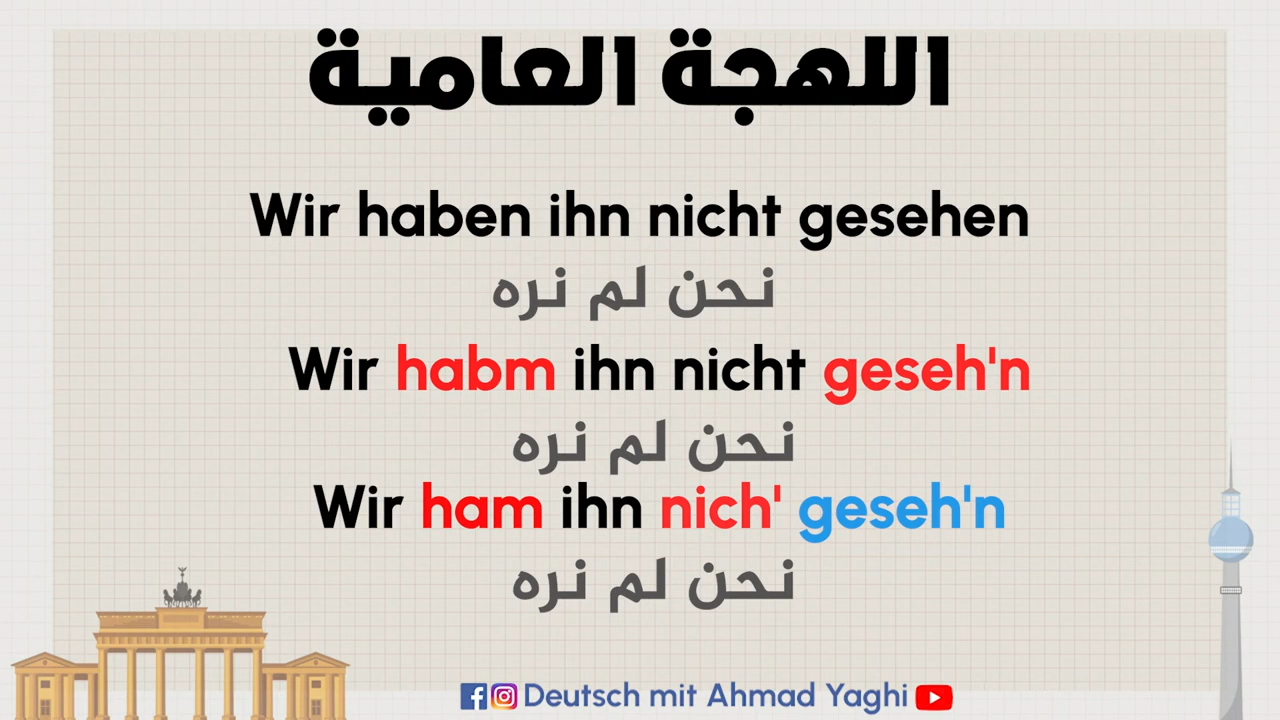 اللهجة العامية
Wir haben ihn nicht gesehen
نحن لم نره
Wir habm ihn nicht geseh'n
نحن لم نره
Wir ham ihn nich' geseh'n
نحن لم نره
Deutsch mit Ahmad Yaghi